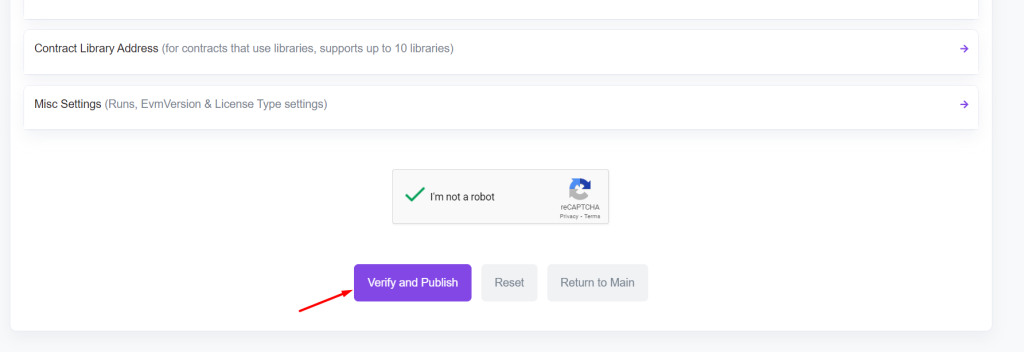 Contract Library Address (for contracts that use libraries, supports up to 10 libraries)
Misc Settings (Runs, EvmVersion & License Type settings)
I'm not a robot
reCAPTCHA
Privacy - Terms
Verify and Publish
Reset
Return to Main